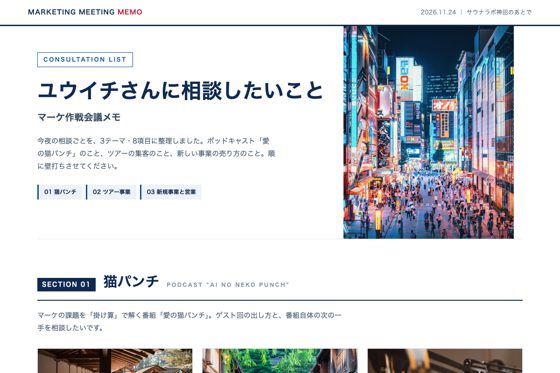 MARKETING MEETING MEMO
2026.11.24 | サウナラボ神田のあとで
CONSULTATION LIST
ユウイチさんに相談したいこと
マーケ作戦会議メモ
今夜の相談ごとを、3テーマ・8項目に整理しました。ポッドキャスト「愛
の猫パンチ」のこと、ツアーの集客のこと、新しい事業の売り方のこと。順
に壁打ちさせてください。
01 猫パンチ
02 ツアー事業
03 新規事業と営業
SECTION 01 猫パンチ PODCAST "AI NO NEKO PUNCH"
マーケの課題を「掛け算」で解く番組「愛の猫パンチ」。ゲスト回の出し方と、番組自体の次の一
手を相談したいです。